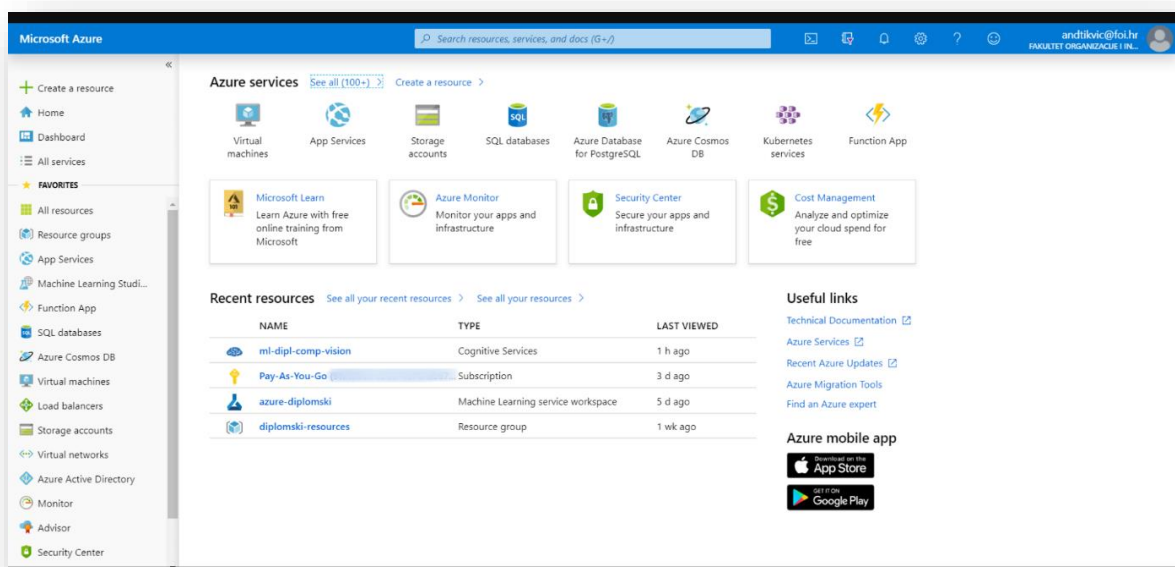 Microsoft Azure
Search resources, services, and docs (G+/)
andtikvic@foi.hr
FAKULTET ORGANIZACIJE I IN...
«
Create a resource
Home
Dashboard
All services
FAVORITES
All resources
Resource groups
App Services
Machine Learning Studi...
Function App
SQL databases
Azure Cosmos DB
Virtual machines
Load balancers
Storage accounts
Virtual networks
Azure Active Directory
Monitor
Advisor
Security Center
Azure services See all (100+) > Create a resource >
Virtual
machines
App Services
Storage
accounts
SQL
SQL databases
Azure Database
for PostgreSQL
Azure Cosmos
DB
Kubernetes
services
Function App
Microsoft Learn
Learn Azure with free
online training from
Microsoft
Azure Monitor
Monitor your apps and
infrastructure
Security Center
Secure your apps and
infrastructure
Cost Management
Analyze and optimize
your cloud spend for
free
Recent resources See all your recent resources > See all your resources >
NAME TYPE LAST VIEWED
ml-dipl-comp-vision Cognitive Services 1 h ago
Pay-As-You-Go Subscription 3 d ago
azure-diplomski Machine Learning service workspace 5 d ago
diplomski-resources Resource group 1 wk ago
Useful links
Technical Documentation
Azure Services
Recent Azure Updates
Azure Migration Tools
Find an Azure expert
Azure mobile app
Download on the
App Store
GET IT ON
Google Play